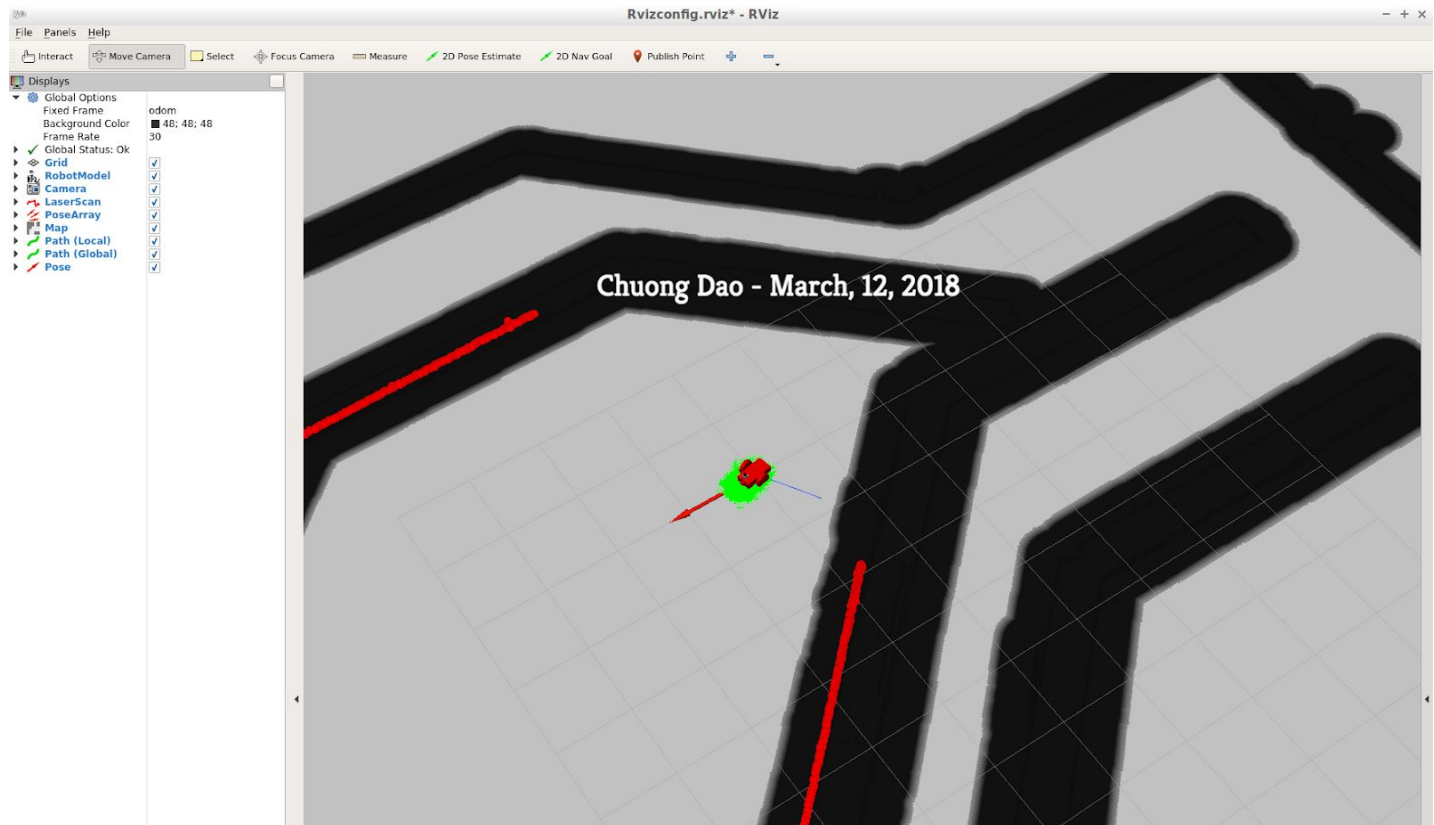 Rvizconfig.rviz* - RViz
File Panels Help
Interact Move Camera Select Focus Camera Measure 2D Pose Estimate 2D Nav Goal Publish Point
Displays
Global Options
Fixed Frame odom
Background Color 48; 48; 48
Frame Rate 30
Global Status: Ok
Grid
RobotModel
Camera
LaserScan
PoseArray
Map
Path (Local)
Path (Global)
Pose
Chuong Dao - March, 12, 2018